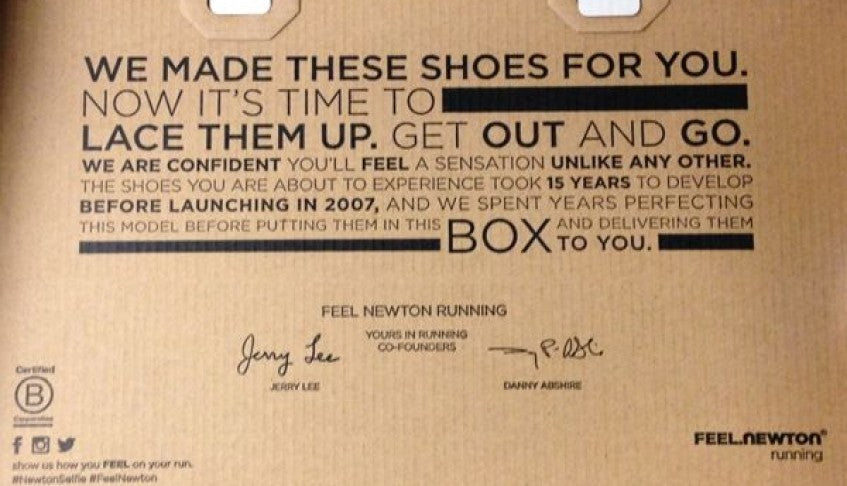 WE MADE THESE SHOES FOR YOU.
NOW IT'S TIME TO
LACE THEM UP. GET OUT AND GO.
WE ARE CONFIDENT YOU'LL FEEL A SENSATION UNLIKE ANY OTHER.
THE SHOES YOU ARE ABOUT TO EXPERIENCE TOOK 15 YEARS TO DEVELOP
BEFORE LAUNCHING IN 2007, AND WE SPENT YEARS PERFECTING
THIS MODEL BEFORE PUTTING THEM IN THIS BOX AND DELIVERING THEM
TO YOU.
FEEL NEWTON RUNNING
YOURS IN RUNNING
CO-FOUNDERS
Jerry Lee
JERRY LEE
DANNY ABSHIRE
Certified
B
Corporation
show us how you FEEL on your run.
#NewtonSelfie #FeelNewton
FEEL.NEWTON®
running